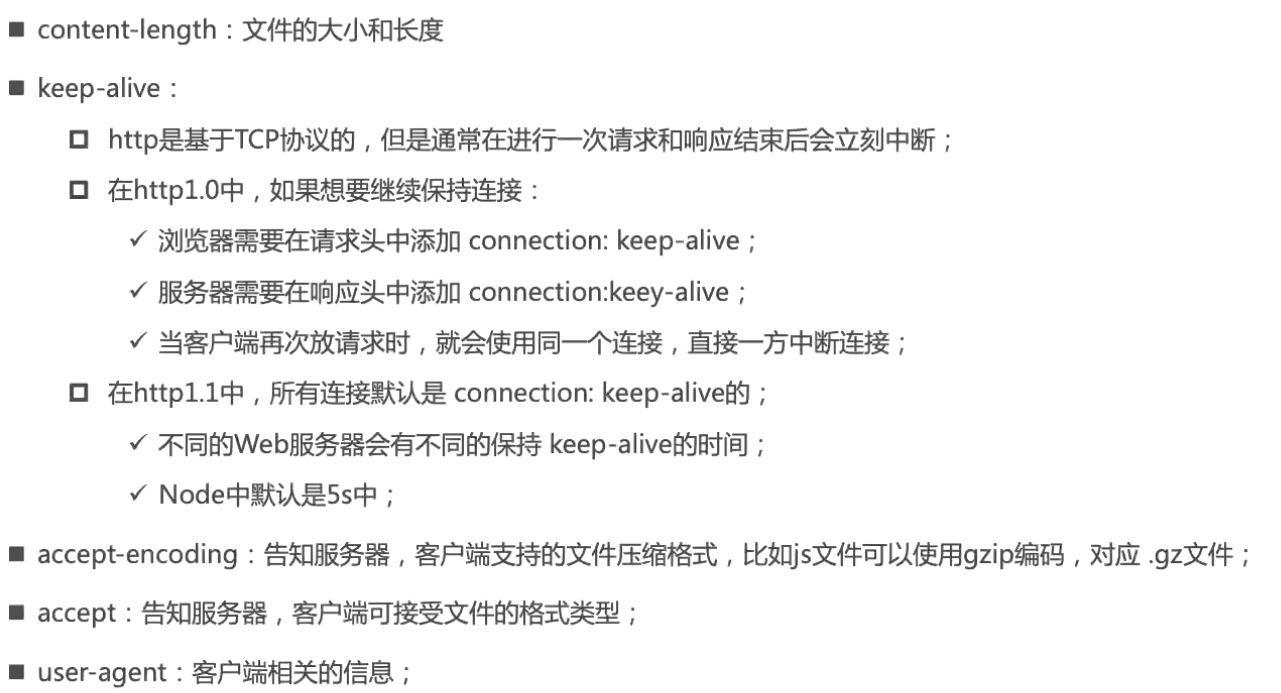 ■ content-length：文件的大小和长度
■ keep-alive：
□ http是基于TCP协议的，但是通常在进行一次请求和响应结束后会立刻中断；
□ 在http1.0中，如果想要继续保持连接：
✓ 浏览器需要在请求头中添加 connection: keep-alive；
✓ 服务器需要在响应头中添加 connection:keey-alive；
✓ 当客户端再次放请求时，就会使用同一个连接，直接一方中断连接；
□ 在http1.1中，所有连接默认是 connection: keep-alive的；
✓ 不同的Web服务器会有不同的保持 keep-alive的时间；
✓ Node中默认是5s中；
■ accept-encoding：告知服务器，客户端支持的文件压缩格式，比如js文件可以使用gzip编码，对应 .gz文件；
■ accept：告知服务器，客户端可接受文件的格式类型；
■ user-agent：客户端相关的信息；